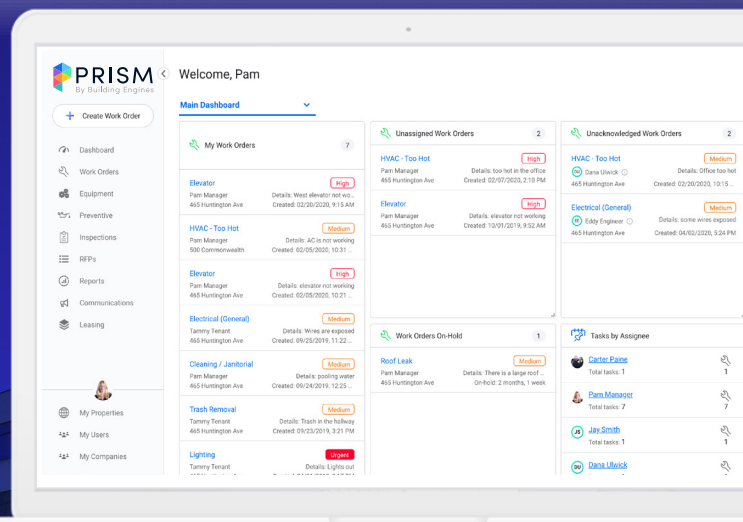 PRISM
By Building Engines
Create Work Order
Dashboard
Work Orders
Equipment
Preventive
Inspections
RFPs
Reports
Communications
Leasing
My Properties
My Users
My Companies
Welcome, Pam
Main Dashboard
My Work Orders 7
Elevator High
Pam Manager Details: West elevator not wo...
465 Huntington Ave Created: 02/20/2020, 9:15 AM
HVAC - Too Hot Medium
Pam Manager Details: AC is not working
500 Commonwealth Created: 02/05/2020, 10:31 ...
Elevator High
Pam Manager Details: elevator not working
465 Huntington Ave Created: 02/05/2020, 10:21 ...
Electrical (General) Medium
Tammy Tenant Details: Wires are exposed
465 Huntington Ave Created: 09/25/2019, 11:22 ...
Cleaning / Janitorial Medium
Pam Manager Details: pooling water
465 Huntington Ave Created: 09/24/2019, 12:25 ...
Trash Removal Medium
Tammy Tenant Details: Trash in the hallway
465 Huntington Ave Created: 09/23/2019, 3:21 PM
Lighting Urgent
Tammy Tenant Details: Lights out
Unassigned Work Orders 2
HVAC - Too Hot High
Pam Manager Details: too hot in the office
465 Huntington Ave Created: 02/07/2020, 2:10 PM
Elevator High
Pam Manager Details: elevator not working
465 Huntington Ave Created: 10/01/2019, 9:52 AM
Work Orders On-Hold 1
Roof Leak Medium
Pam Manager Details: There is a large roof ...
465 Huntington Ave On-hold: 2 months, 1 week
Unacknowledged Work Orders 2
HVAC - Too Hot Medium
DU Dana Ulwick Details: Office too hot
465 Huntington Ave Created: 02/20/2020, 10:15 ...
Electrical (General) Medium
EE Eddy Engineer Details: some wires exposed
465 Huntington Ave Created: 04/02/2020, 5:24 PM
Tasks by Assignee
Carter Paine
Total tasks: 1 1
Pam Manager
Total tasks: 7 7
JS Jay Smith
Total tasks: 1 1
DU Dana Ulwick